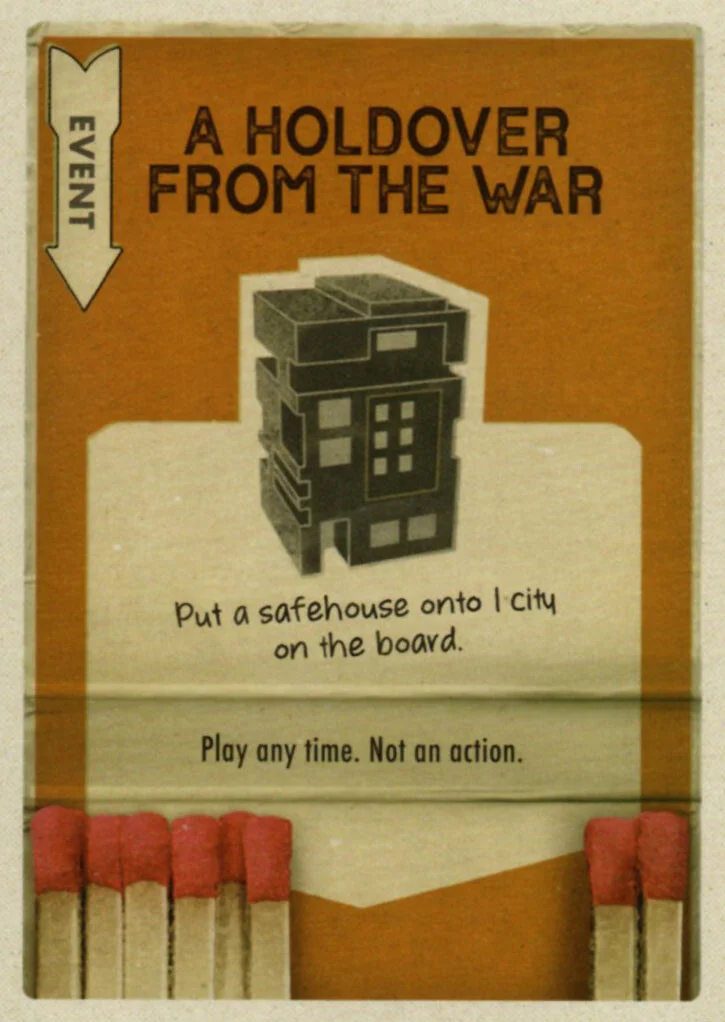 EVENT
A HOLDOVER
FROM THE WAR
Put a safehouse onto 1 city
on the board.
Play any time. Not an action.